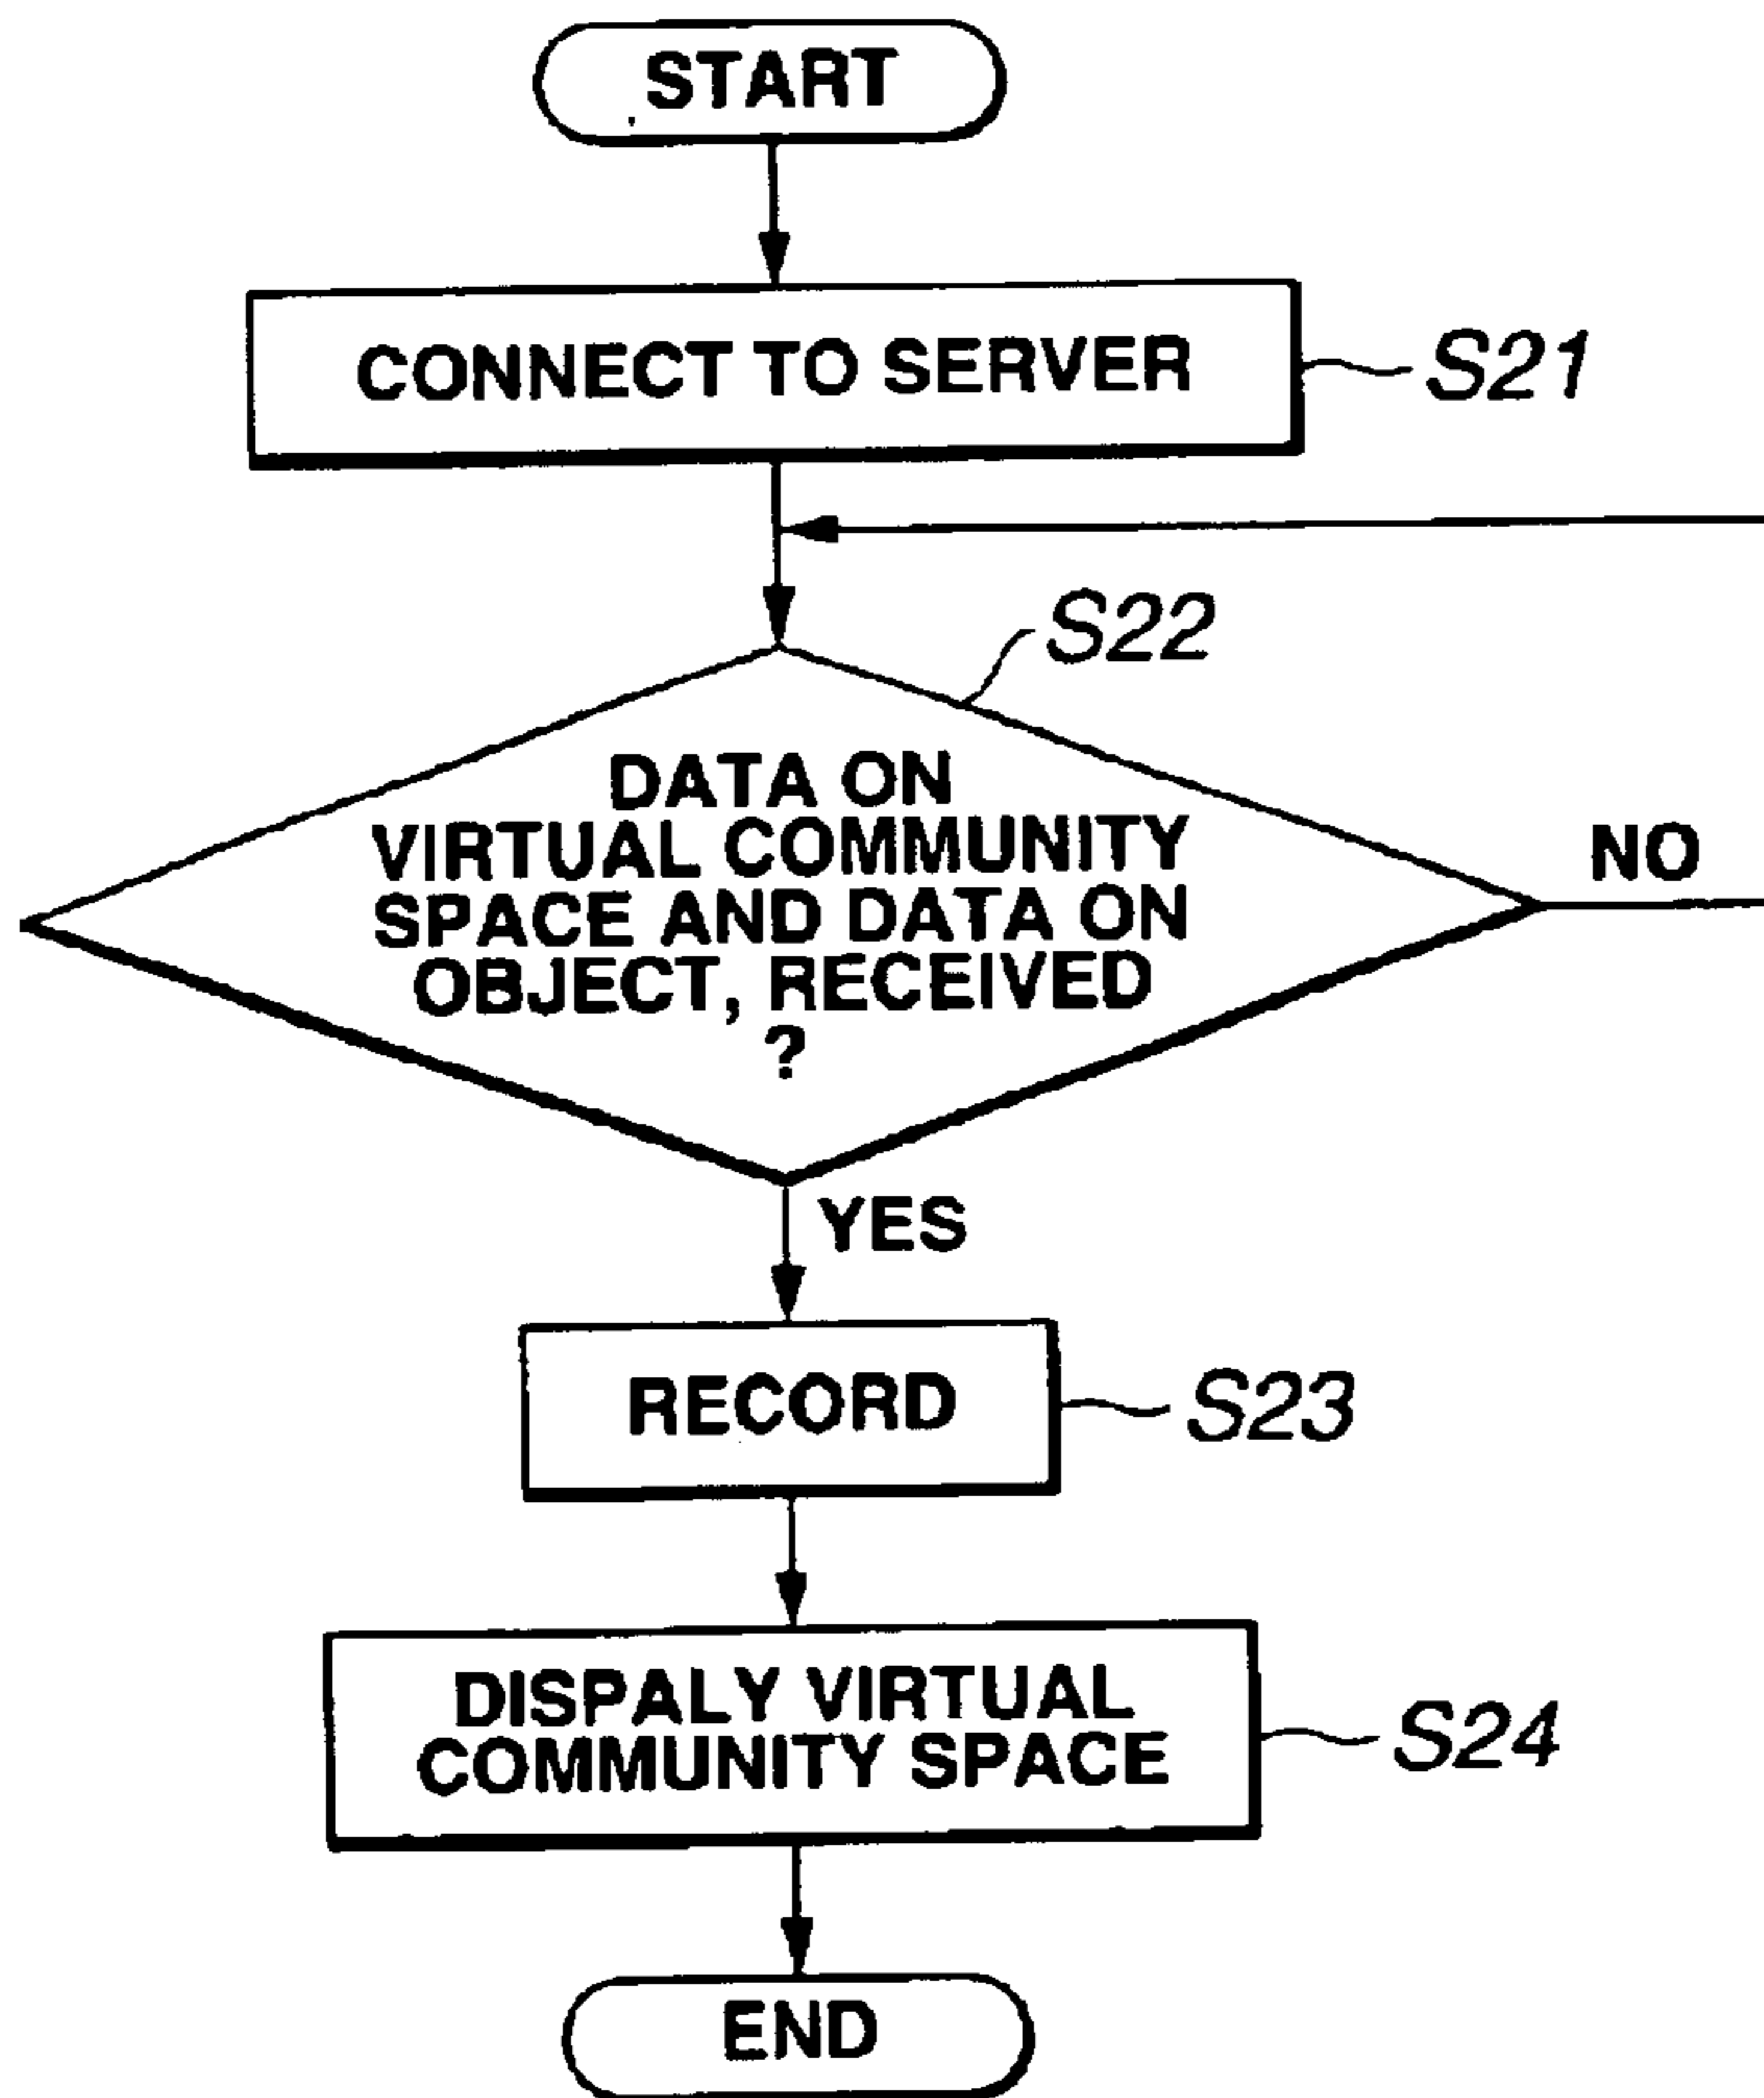 START
CONNECT TO SERVER
S21
S22
DATA ON
VIRTUAL COMMUNITY
SPACE AND DATA ON
OBJECT, RECEIVED
?
NO
YES
RECORD
S23
DISPALY VIRTUAL
COMMUNITY SPACE
S24
END